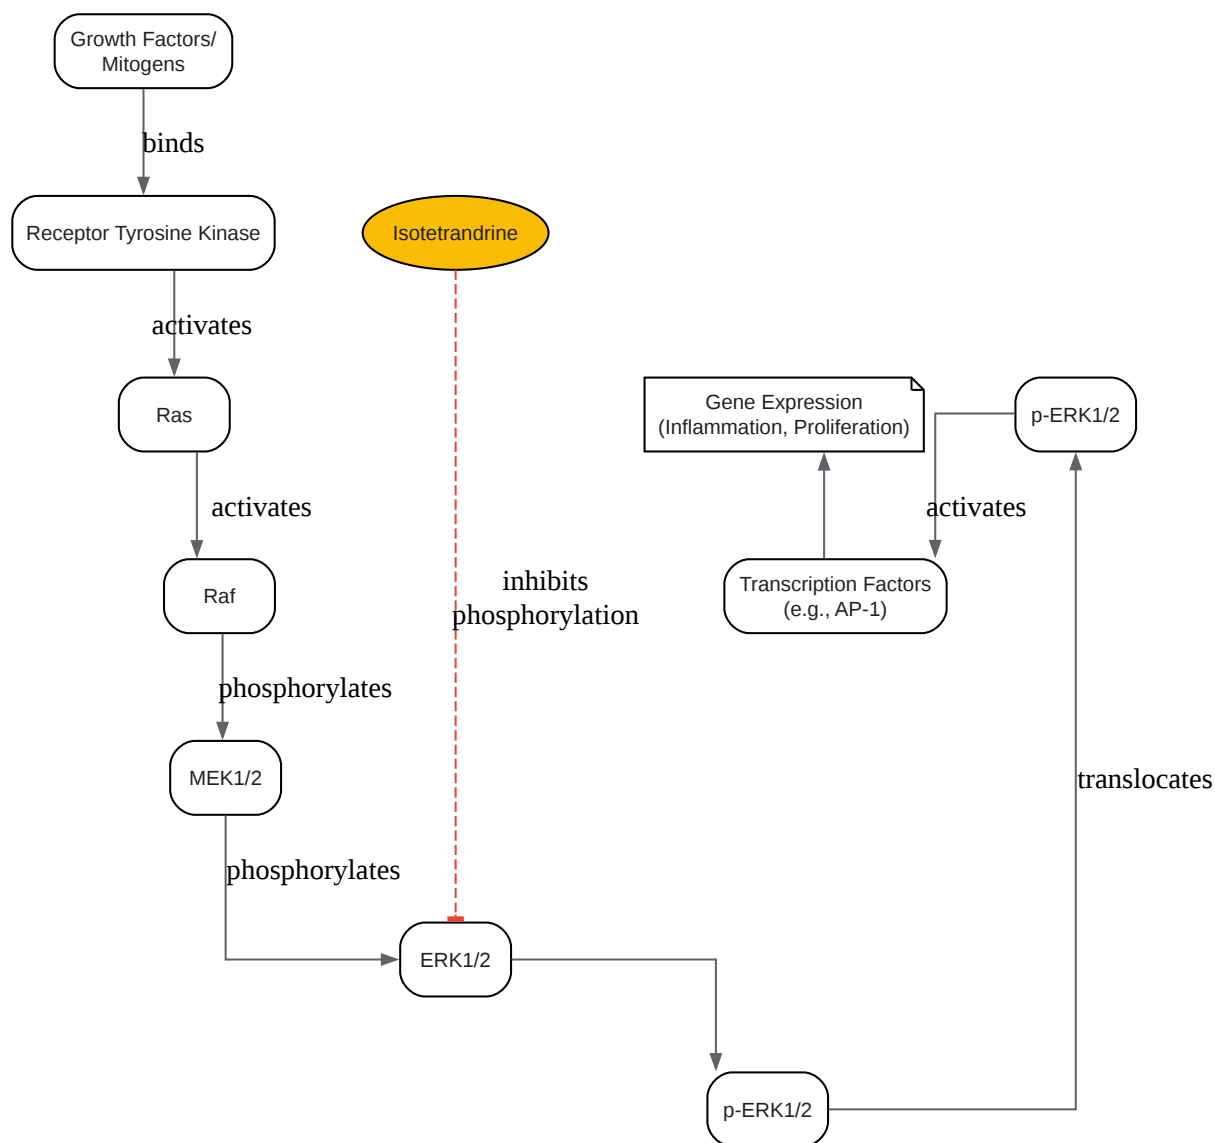 Growth Factors/
Mitogens
binds
Receptor Tyrosine Kinase
Isotetrandrine
activates
Ras
Gene Expression
(Inflammation, Proliferation)
p-ERK1/2
activates
activates
Raf
inhibits
phosphorylation
Transcription Factors
(e.g., AP-1)
phosphorylates
MEK1/2
translocates
phosphorylates
ERK1/2
p-ERK1/2